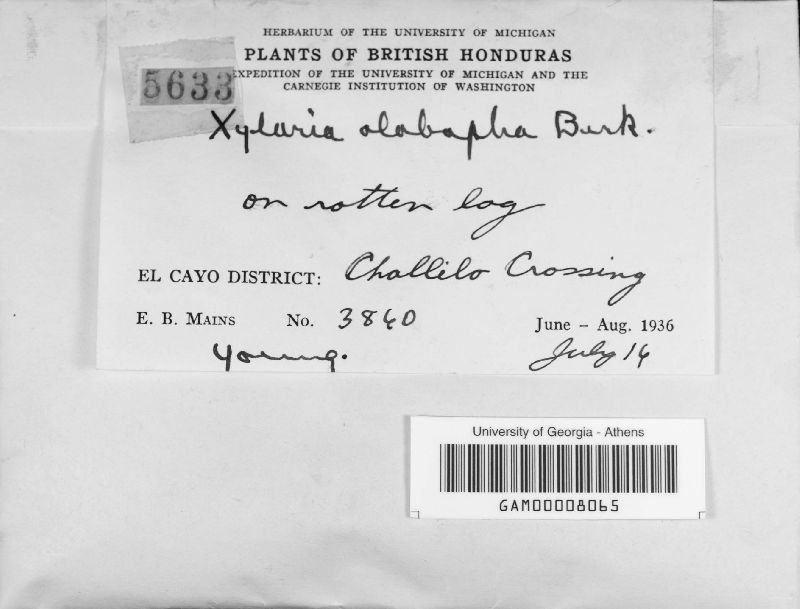 HERBARIUM OF THE UNIVERSITY OF MICHIGAN
PLANTS OF BRITISH HONDURAS
5633
EXPEDITION OF THE UNIVERSITY OF MICHIGAN AND THE
CARNEGIE INSTITUTION OF WASHINGTON
Xylaria alobapha Berk.
on rotten log
EL CAYO DISTRICT: Challilo Crossing
E. B. MAINS No. 3860 June – Aug. 1936
Young. July 16
University of Georgia - Athens
GAM00008065